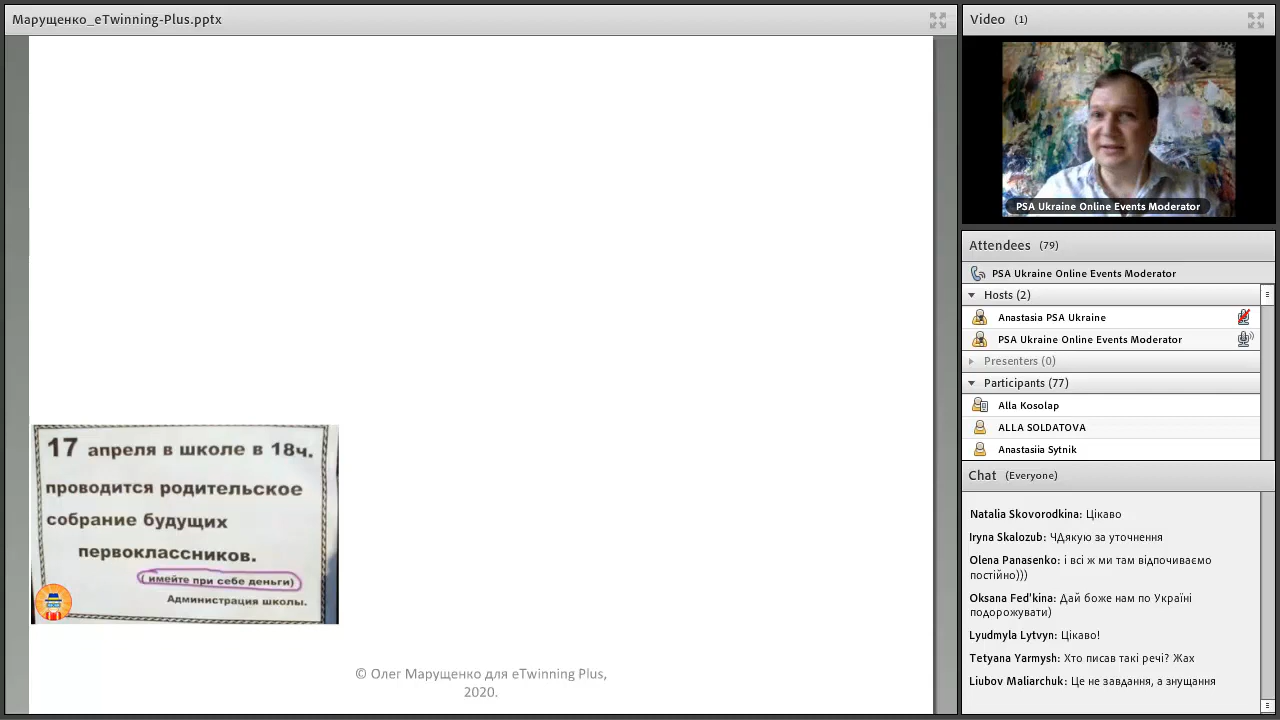 Марущенко_eTwinning-Plus.pptx
17 апреля в школе в 18ч.
проводится родительское
собрание будущих
первоклассников.
( имейте при себе деньги)
Администрация школы.
© Олег Марущенко для eTwinning Plus,
2020.
Video (1)
PSA Ukraine Online Events Moderator
Attendees (79)
PSA Ukraine Online Events Moderator
Hosts (2)
Anastasia PSA Ukraine
PSA Ukraine Online Events Moderator
Presenters (0)
Participants (77)
Alla Kosolap
ALLA SOLDATOVA
Anastasiia Sytnik
Chat (Everyone)
Natalia Skovorodkina: Цікаво
Iryna Skalozub: ЧДякую за уточнення
Olena Panasenko: і всі ж ми там відпочиваємо
постійно)))
Oksana Fed'kina: Дай боже нам по Україні
подорожувати)
Lyudmyla Lytvyn: Цікаво!
Tetyana Yarmysh: Хто писав такі речі? Жах
Liubov Maliarchuk: Це не завдання, а знущання